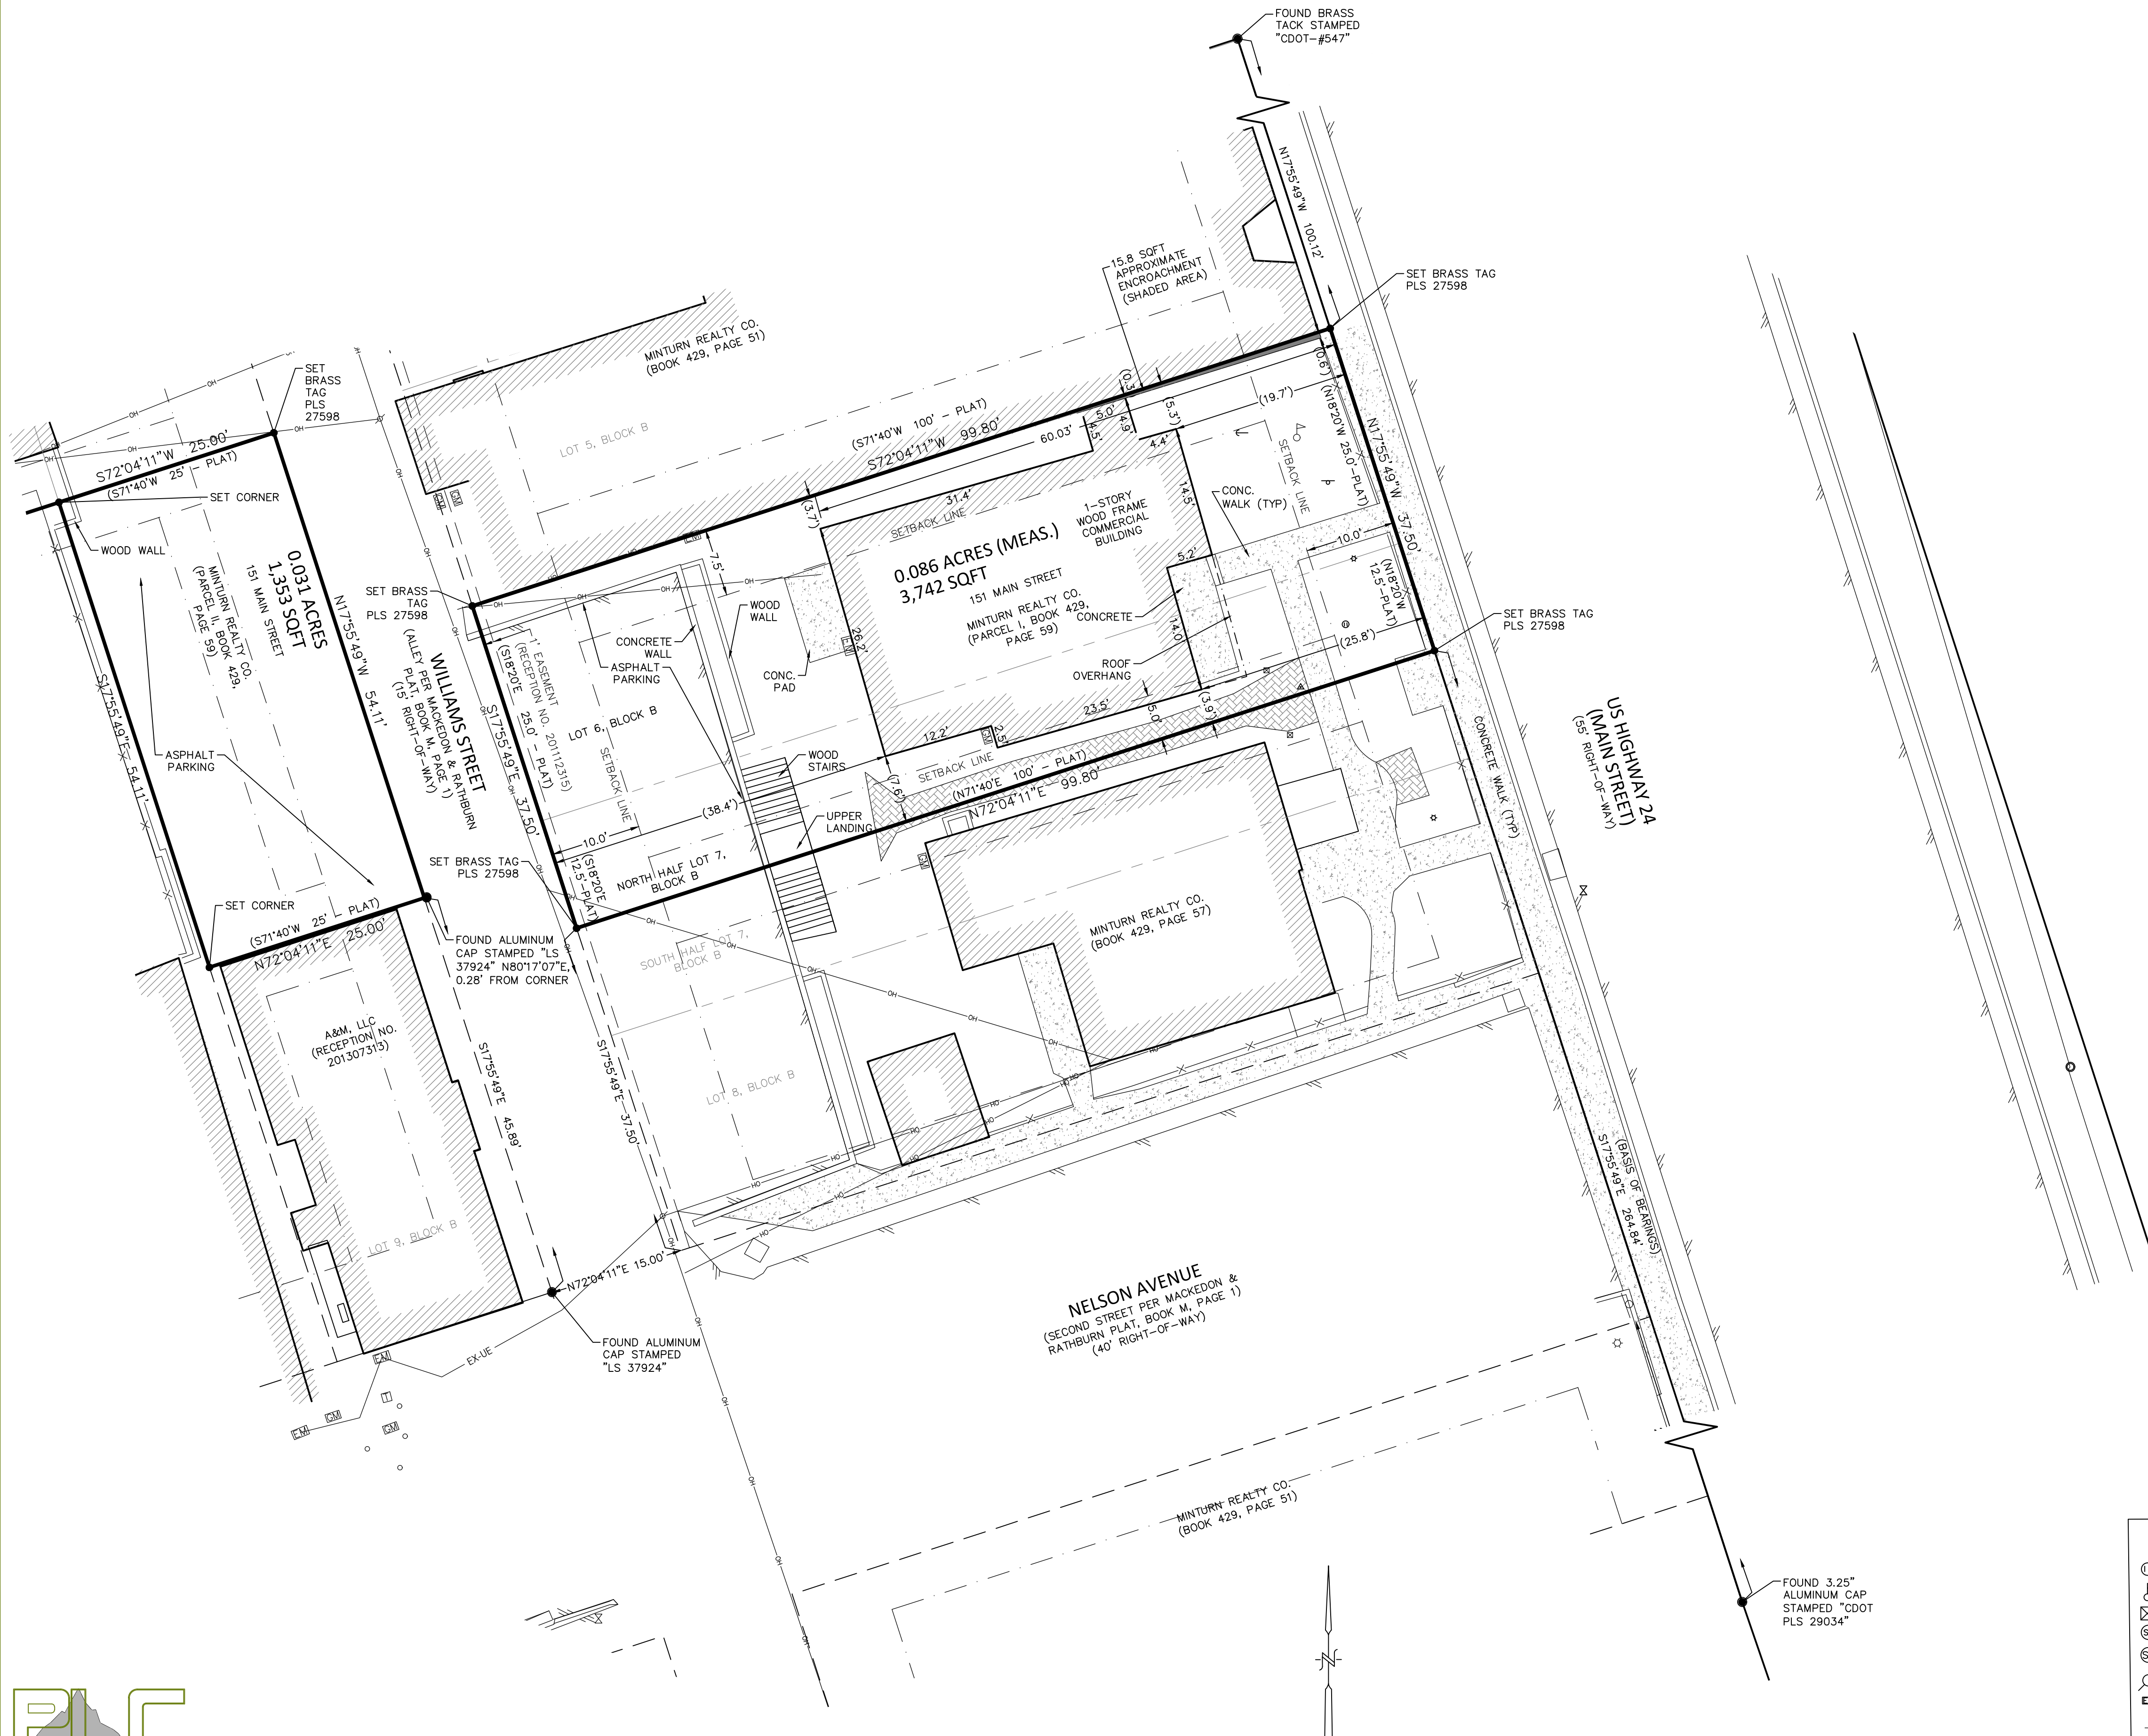 FOUND BRASS
TACK STAMPED
"CDOT-#547"
N17°55'49"W 100.12'
SET BRASS TAG
PLS 27598
15.8 SQFT
APPROXIMATE
ENCROACHMENT
(SHADED AREA)
MINTURN REALTY CO.
(BOOK 429, PAGE 51)
SET
BRASS
TAG
PLS
27598
S72°04'11"W 25.00'
(S71°40'W 25' - PLAT)
SET CORNER
WOOD WALL
0.031 ACRES
1,353 SQFT
151 MAIN STREET
MINTURN REALTY CO.
(PARCEL II, BOOK 429,
PAGE 59)
N17°55'49"W 54.11'
S17°55'49"E 54.11'
ASPHALT
PARKING
SET CORNER
(S71°40'W 25' - PLAT)
N72°04'11"E 25.00'
LOT 5, BLOCK B
(S71°40'W 100' - PLAT)
S72°04'11"W 99.80'
60.03'
5.0'
4.5'
4.9'
4.4'
(5.3')
(19.7')
(0.6')
(N18°20'W 25.0'-PLAT)
N17°55'49"W 37.50'
SETBACK LINE
(3.7')
31.4'
SETBACK LINE
14.5'
1-STORY
WOOD FRAME
COMMERCIAL
BUILDING
CONC.
WALK (TYP)
0.086 ACRES (MEAS.)
3,742 SQFT
151 MAIN STREET
MINTURN REALTY CO.
(PARCEL I, BOOK 429,
PAGE 59)
5.2'
10.0'
(N18°20'W
12.5'-PLAT)
CONCRETE
14.0'
ROOF
OVERHANG
(25.8')
SET BRASS TAG
PLS 27598
SET BRASS
TAG
PLS 27598
7.5'
WOOD
WALL
CONCRETE
WALL
ASPHALT
PARKING
CONC.
PAD
26.2'
EM
WILLIAMS STREET
(ALLEY PER MACKEDON & RATHBURN
PLAT, BOOK M, PAGE 1)
(15' RIGHT-OF-WAY)
1' EASEMENT
(RECEPTION NO. 201112315)
(S18°20'E 25.0' - PLAT)
S17°55'49"E 37.50'
LOT 6, BLOCK B
SETBACK LINE
12.2'
GM
2.5'
23.5'
5.0'
(3.9')
SETBACK LINE
WOOD
STAIRS
(7.6')
(38.4')
(N71°40'E 100' - PLAT)
N72°04'11"E 99.80'
10.0'
UPPER
LANDING
(S18°20'E
12.5'-PLAT)
NORTH HALF LOT 7,
BLOCK B
SET BRASS TAG
PLS 27598
GM
US HIGHWAY 24
(MAIN STREET)
(55' RIGHT-OF-WAY)
CONCRETE WALK (TYP)
MINTURN REALTY CO.
(BOOK 429, PAGE 57)
FOUND ALUMINUM
CAP STAMPED "LS
37924" N80°17'07"E,
0.28' FROM CORNER
SOUTH HALF LOT 7,
BLOCK B
A&M, LLC
(RECEPTION NO.
201307313)
S17°55'49"E 45.89'
S17°55'49"E 37.50'
LOT 8, BLOCK B
LOT 9, BLOCK B
(BASIS OF BEARINGS)
S17°55'49"E 264.84'
N72°04'11"E 15.00'
NELSON AVENUE
(SECOND STREET PER MACKEDON &
RATHBURN PLAT, BOOK M, PAGE 1)
(40' RIGHT-OF-WAY)
FOUND ALUMINUM
CAP STAMPED
"LS 37924"
EX-UE
EM
T
GM
EM
GM
MINTURN REALTY CO.
(BOOK 429, PAGE 51)
FOUND 3.25"
ALUMINUM CAP
STAMPED "CDOT
PLS 29034"
N